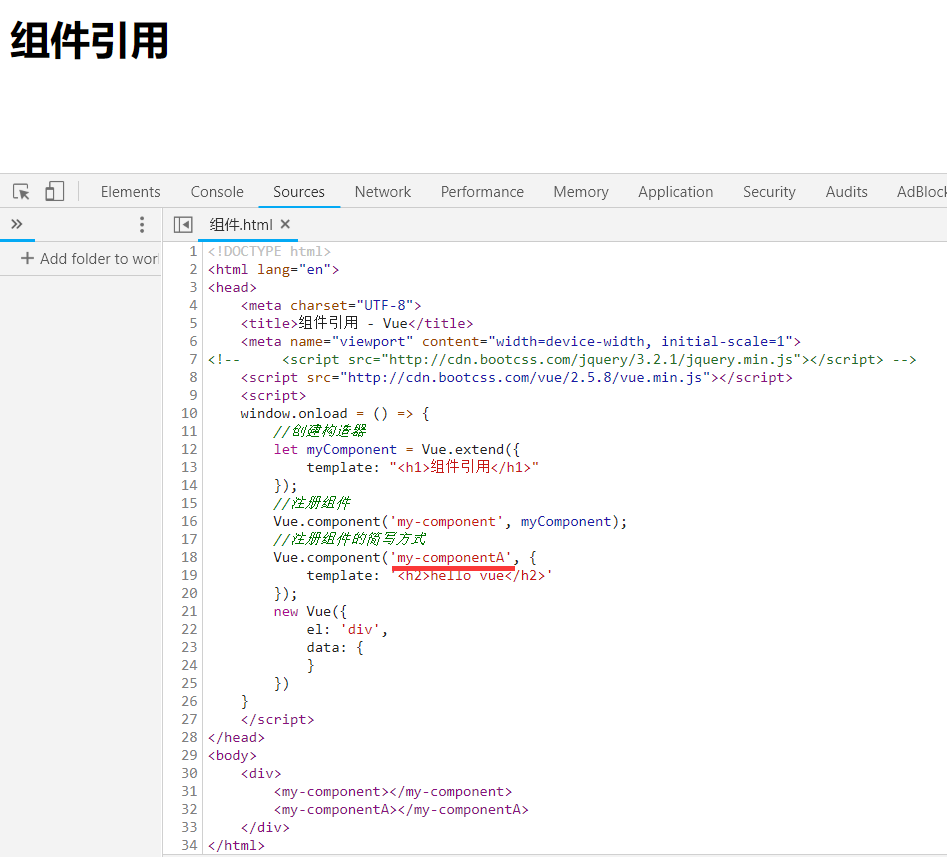 组件引用
Elements Console Sources Network Performance Memory Application Security Audits AdBloc
» 组件.html ×
+ Add folder to wor
1 <!DOCTYPE html>
2 <html lang="en">
3 <head>
4     <meta charset="UTF-8">
5     <title>组件引用 - Vue</title>
6     <meta name="viewport" content="width=device-width, initial-scale=1">
7 <!--     <script src="http://cdn.bootcss.com/jquery/3.2.1/jquery.min.js"></script> -->
8     <script src="http://cdn.bootcss.com/vue/2.5.8/vue.min.js"></script>
9     <script>
10     window.onload = () => {
11         //创建构造器
12         let myComponent = Vue.extend({
13             template: "<h1>组件引用</h1>"
14         });
15         //注册组件
16         Vue.component('my-component', myComponent);
17         //注册组件的简写方式
18         Vue.component('my-componentA', {
19             template: '<h2>hello vue</h2>'
20         });
21         new Vue({
22             el: 'div',
23             data: {
24             }
25         })
26     }
27     </script>
28 </head>
29 <body>
30     <div>
31         <my-component></my-component>
32         <my-componentA></my-componentA>
33     </div>
34 </html>